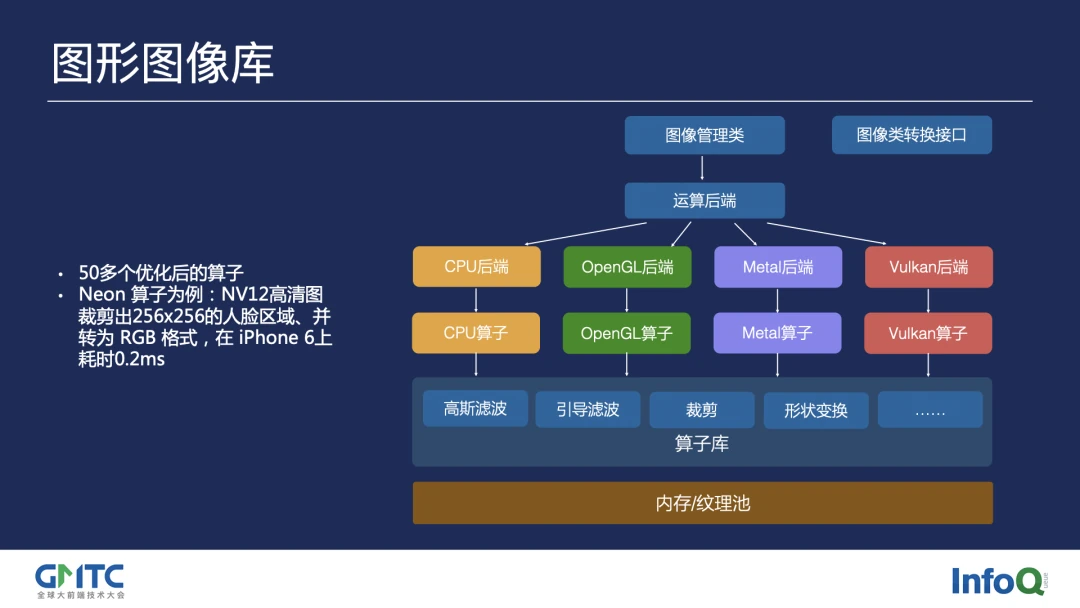 图形图像库
图像管理类
图像类转换接口
运算后端
CPU后端
OpenGL后端
Metal后端
Vulkan后端
CPU算子
OpenGL算子
Metal算子
Vulkan算子
高斯滤波
引导滤波
裁剪
形状变换
......
算子库
内存/纹理池
• 50多个优化后的算子
• Neon 算子为例：NV12高清图
裁剪出256x256的人脸区域、并
转为 RGB 格式，在 iPhone 6上
耗时0.2ms
GMTC
全球大前端技术大会
InfoQ